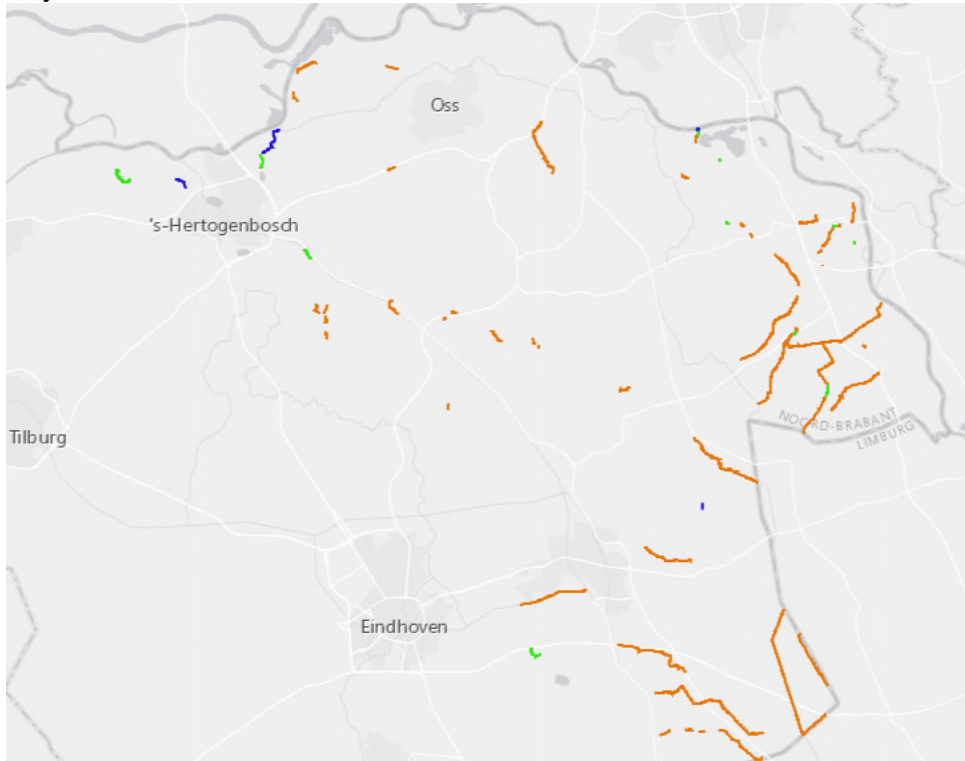 Oss
's-Hertogenbosch
NOORD-BRABANT
LIMBURG
Tilburg
Eindhoven